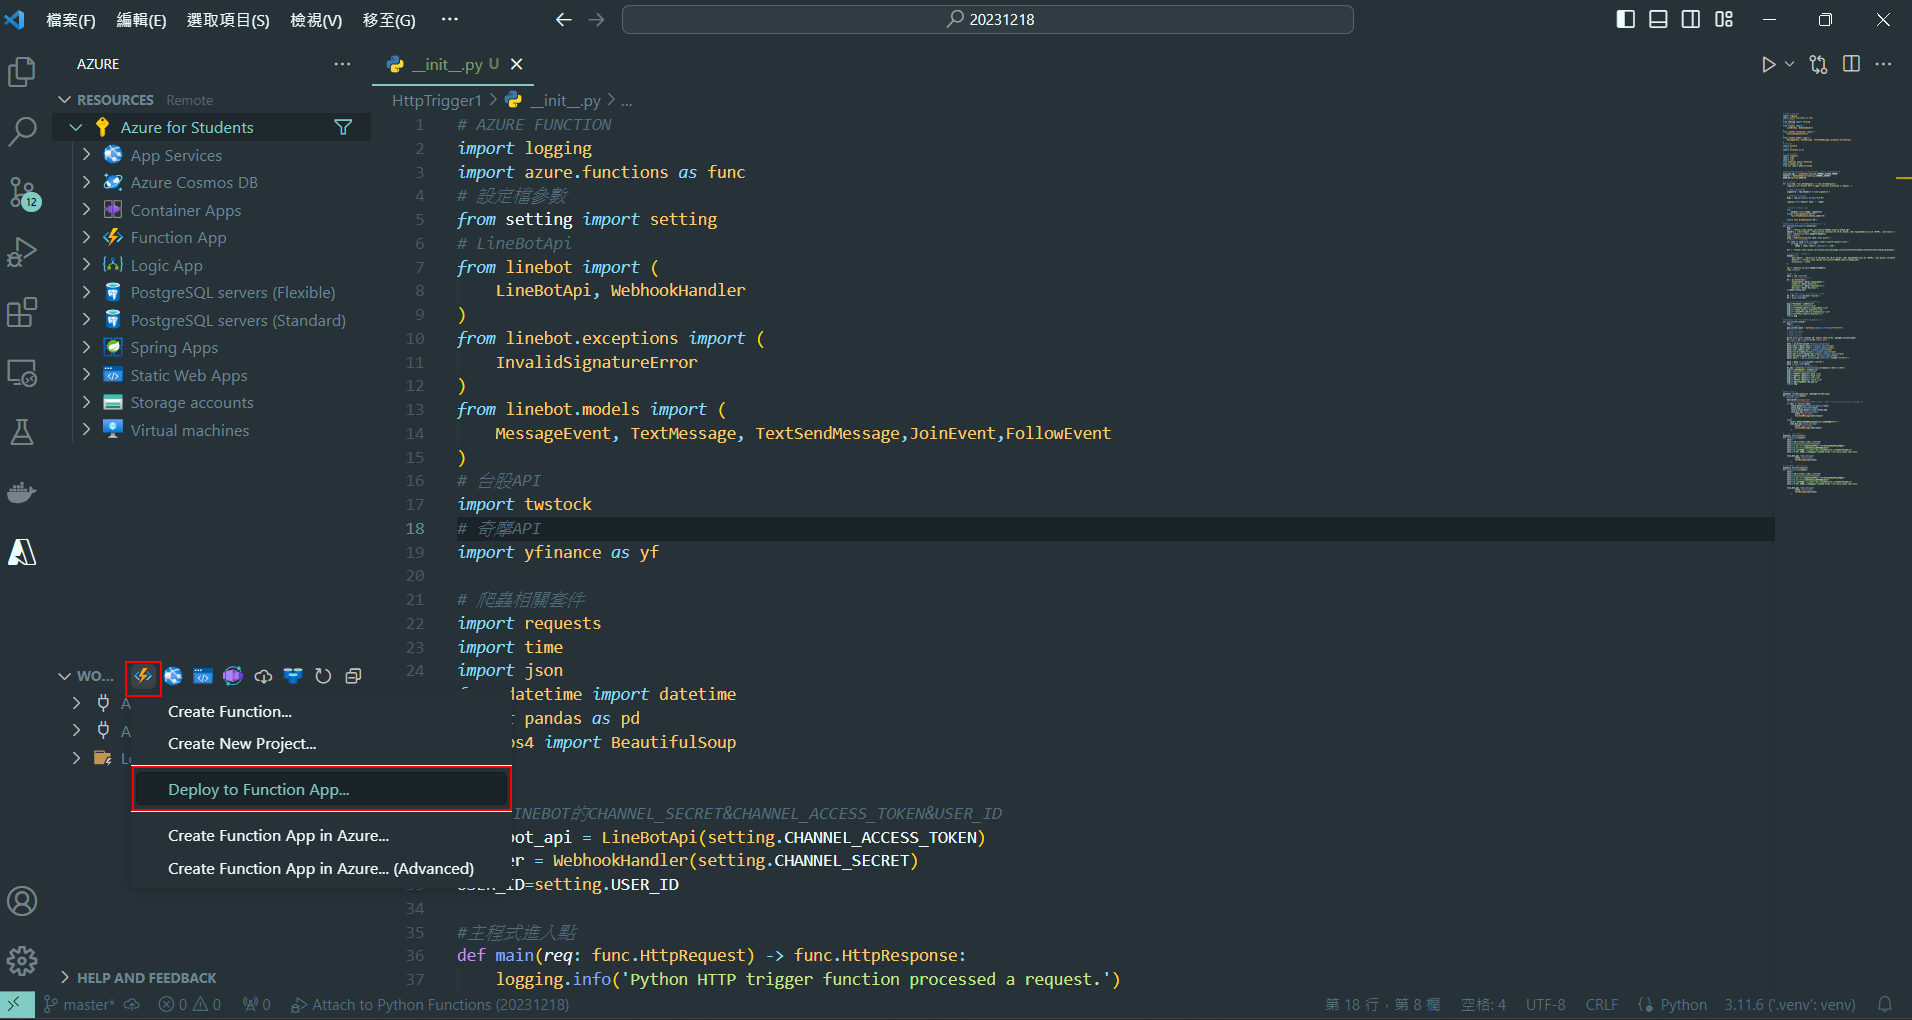 檔案(F) 編輯(E) 選取項目(S) 檢視(V) 移至(G) ···
20231218
AZURE
RESOURCES Remote
Azure for Students
App Services
Azure Cosmos DB
Container Apps
Function App
Logic App
PostgreSQL servers (Flexible)
PostgreSQL servers (Standard)
Spring Apps
Static Web Apps
Storage accounts
Virtual machines
12
WO...
A
A
Lo
Create Function...
Create New Project...
Deploy to Function App...
Create Function App in Azure...
Create Function App in Azure... (Advanced)
HELP AND FEEDBACK
__init__.py U
HttpTrigger1 > __init__.py > ...
1 # AZURE FUNCTION
2 import logging
3 import azure.functions as func
4 # 設定檔參數
5 from setting import setting
6 # LineBotApi
7 from linebot import (
8 LineBotApi, WebhookHandler
9 )
10 from linebot.exceptions import (
11 InvalidSignatureError
12 )
13 from linebot.models import (
14 MessageEvent, TextMessage, TextSendMessage,JoinEvent,FollowEvent
15 )
16 # 台股API
17 import twstock
18 # 奇摩API
19 import yfinance as yf
20
21 # 爬蟲相關套件
22 import requests
23 import time
24 import json
datetime import datetime
t pandas as pd
bs4 import BeautifulSoup
INEBOT的CHANNEL_SECRET&CHANNEL_ACCESS_TOKEN&USER_ID
bot_api = LineBotApi(setting.CHANNEL_ACCESS_TOKEN)
er = WebhookHandler(setting.CHANNEL_SECRET)
USER_ID=setting.USER_ID
34
35 #主程式進入點
36 def main(req: func.HttpRequest) -> func.HttpResponse:
37 logging.info('Python HTTP trigger function processed a request.')
master* 0 0 0 Attach to Python Functions (20231218)
第 18 行，第 8 欄 空格: 4 UTF-8 CRLF Python 3.11.6 ('.venv': venv)